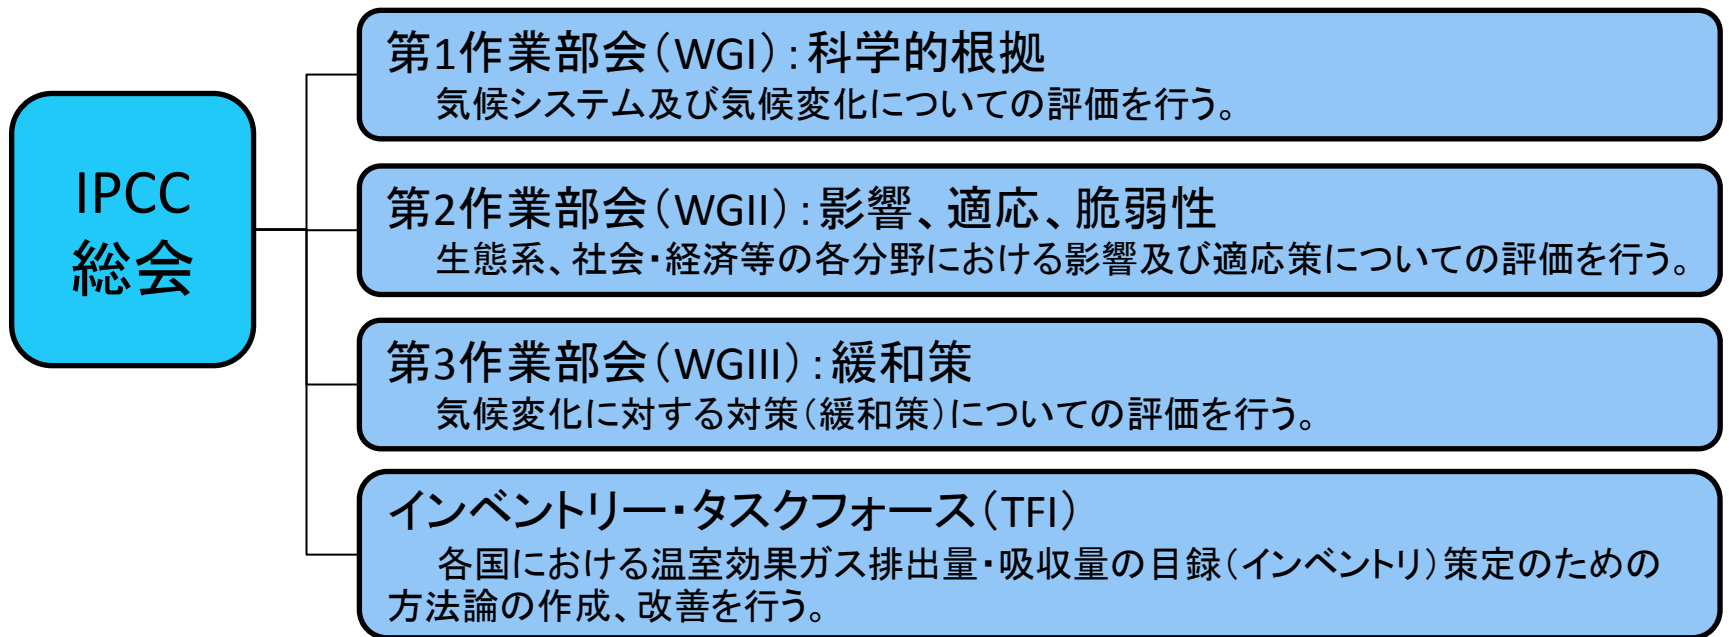 IPCC
総会
第1作業部会（WGI）：科学的根拠
気候システム及び気候変化についての評価を行う。
第2作業部会（WGII）：影響、適応、脆弱性
生態系、社会・経済等の各分野における影響及び適応策についての評価を行う。
第3作業部会（WGIII）：緩和策
気候変化に対する対策（緩和策）についての評価を行う。
インベントリー・タスクフォース（TFI）
各国における温室効果ガス排出量・吸収量の目録（インベントリ）策定のための
方法論の作成、改善を行う。